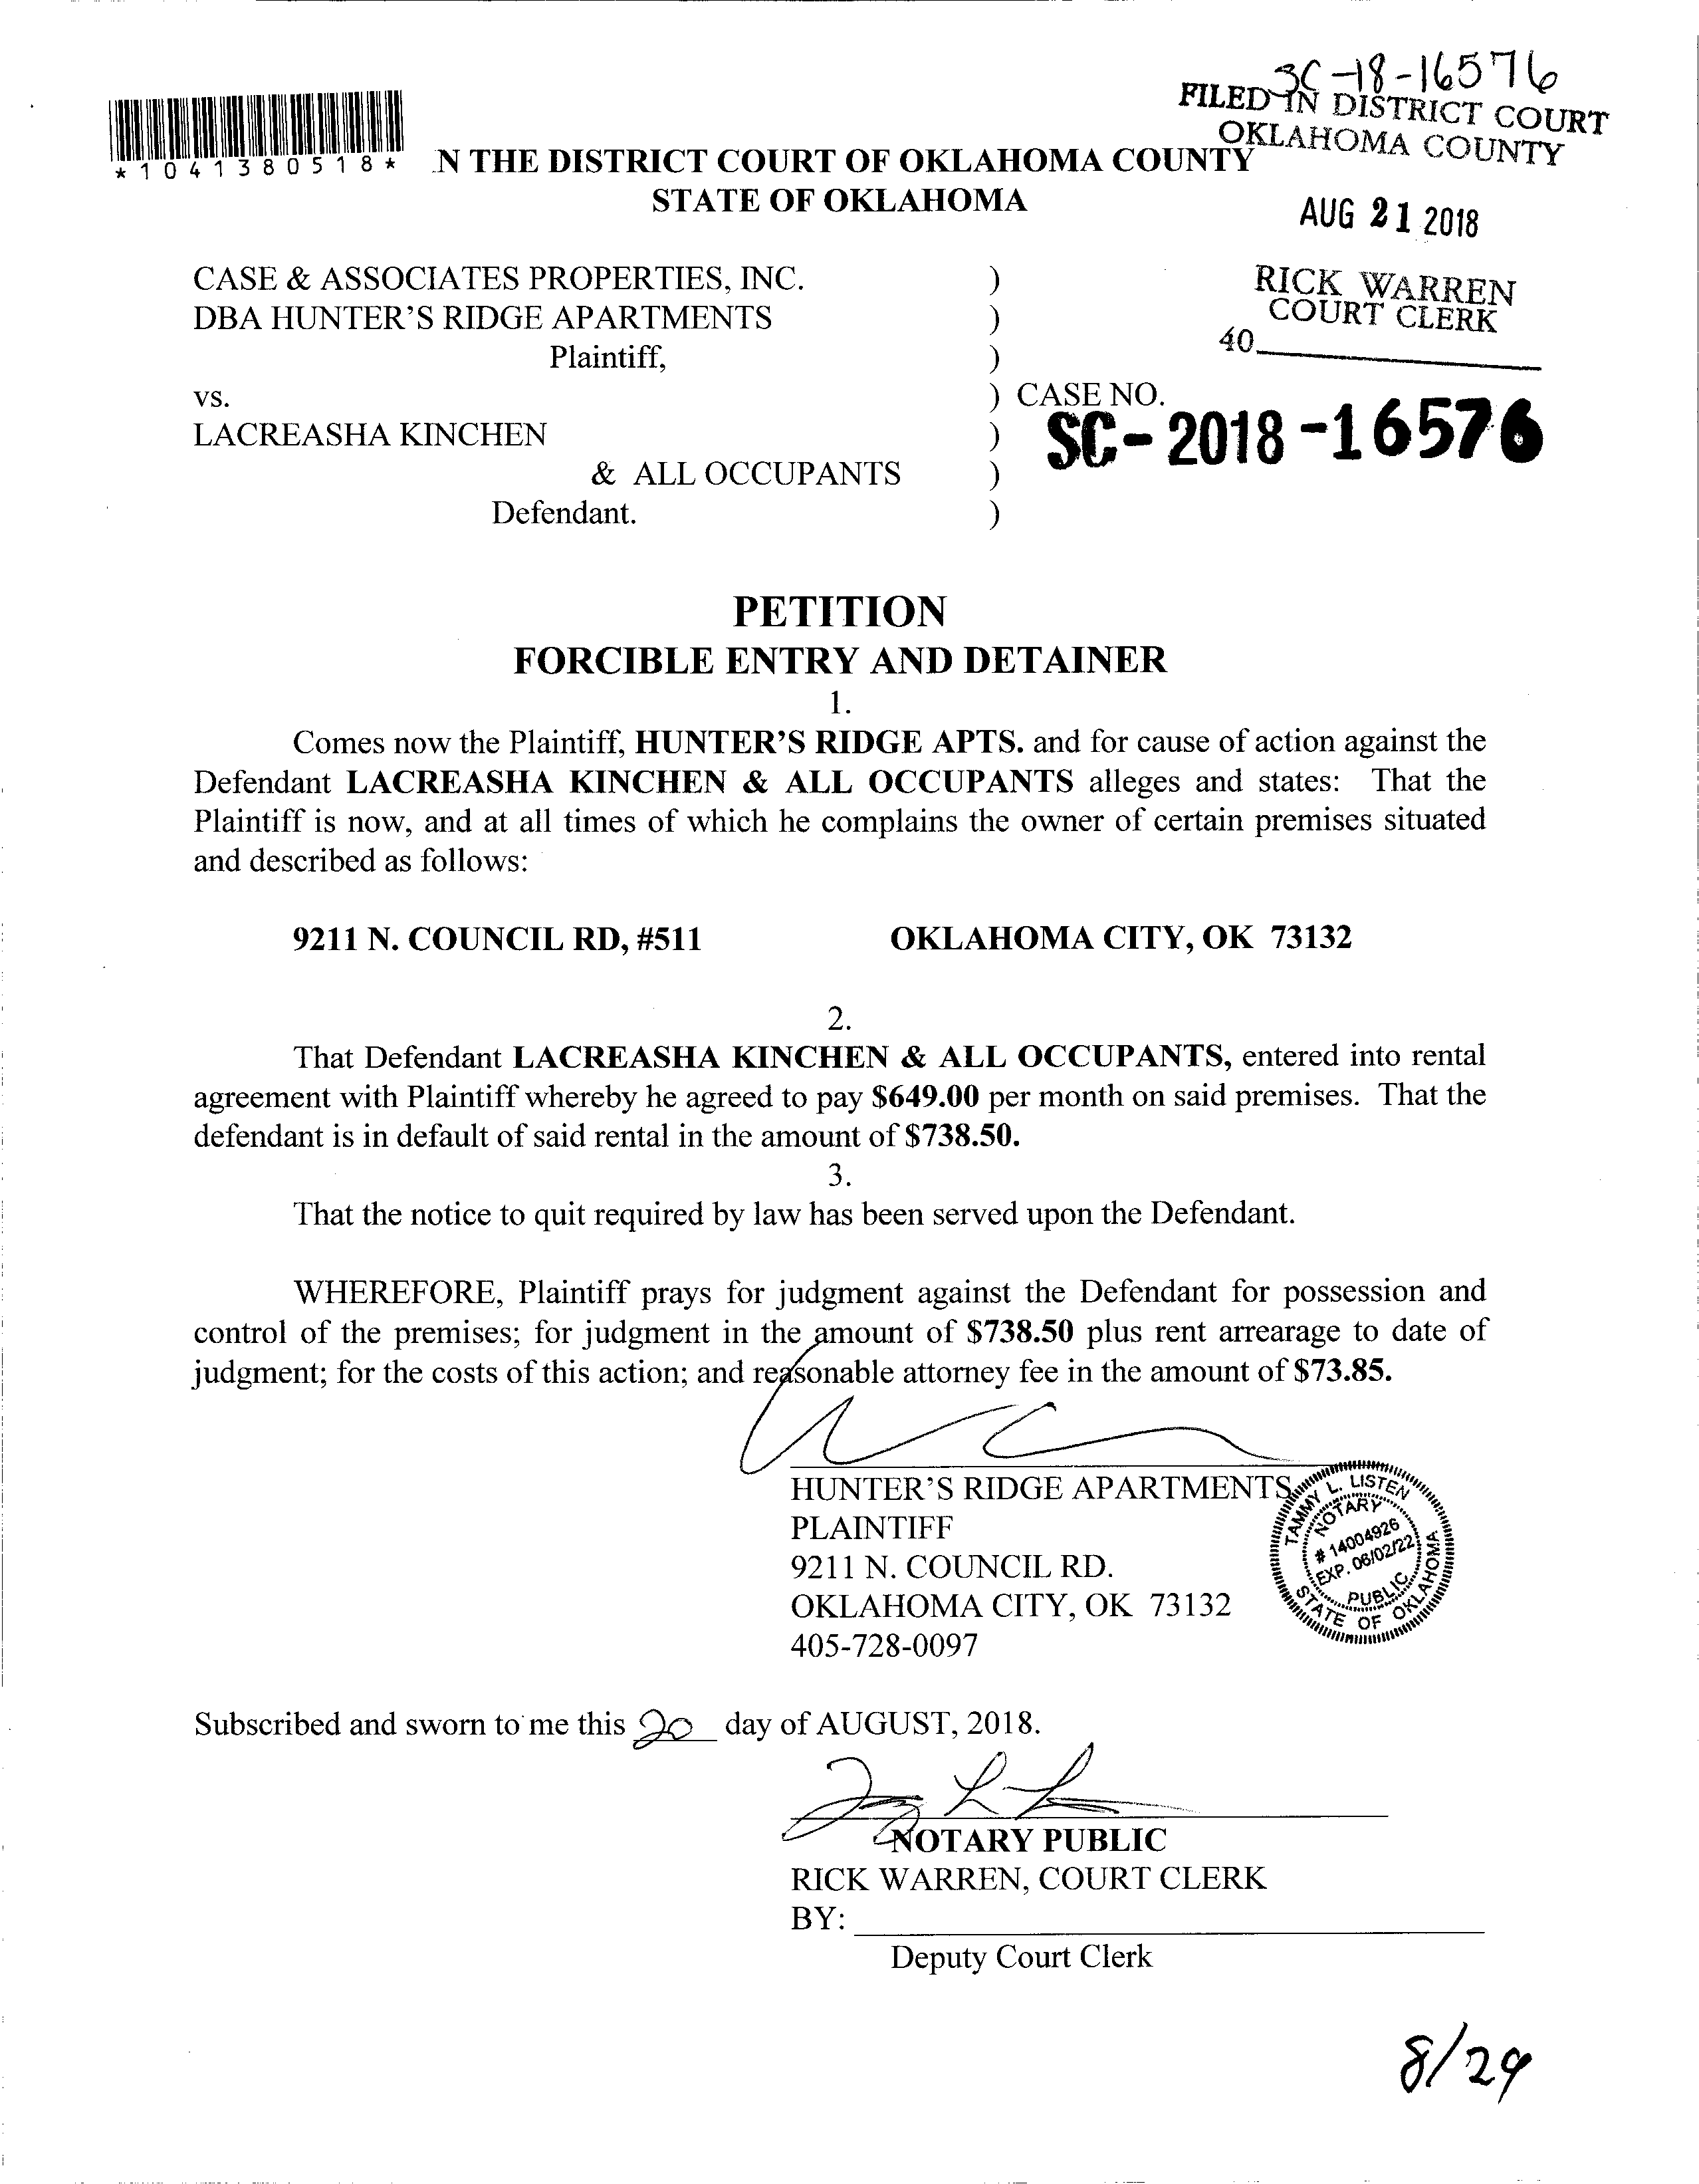 SC-18-16576
FILED IN DISTRICT COURT
OKLAHOMA COUNTY
*1041380518*
.N THE DISTRICT COURT OF OKLAHOMA COUNTY
STATE OF OKLAHOMA
AUG 21 2018
RICK WARREN
COURT CLERK
40
CASE & ASSOCIATES PROPERTIES, INC. )
DBA HUNTER'S RIDGE APARTMENTS )
Plaintiff, )
vs. ) CASE NO.
LACREASHA KINCHEN ) SC-2018-16576
& ALL OCCUPANTS )
Defendant. )
PETITION
FORCIBLE ENTRY AND DETAINER
1.
Comes now the Plaintiff, HUNTER'S RIDGE APTS. and for cause of action against the
Defendant LACREASHA KINCHEN & ALL OCCUPANTS alleges and states: That the
Plaintiff is now, and at all times of which he complains the owner of certain premises situated
and described as follows:
9211 N. COUNCIL RD, #511 OKLAHOMA CITY, OK 73132
2.
That Defendant LACREASHA KINCHEN & ALL OCCUPANTS, entered into rental
agreement with Plaintiff whereby he agreed to pay $649.00 per month on said premises. That the
defendant is in default of said rental in the amount of $738.50.
3.
That the notice to quit required by law has been served upon the Defendant.
WHEREFORE, Plaintiff prays for judgment against the Defendant for possession and
control of the premises; for judgment in the amount of $738.50 plus rent arrearage to date of
judgment; for the costs of this action; and reasonable attorney fee in the amount of $73.85.
HUNTER'S RIDGE APARTMENTS
PLAINTIFF
9211 N. COUNCIL RD.
OKLAHOMA CITY, OK 73132
405-728-0097
TAMMY L. LISTEN
NOTARY
# 14004926
EXP. 06/02/22
PUBLIC
STATE OF OKLAHOMA
Subscribed and sworn to me this 20 day of AUGUST, 2018.
NOTARY PUBLIC
RICK WARREN, COURT CLERK
BY:
Deputy Court Clerk
8/29